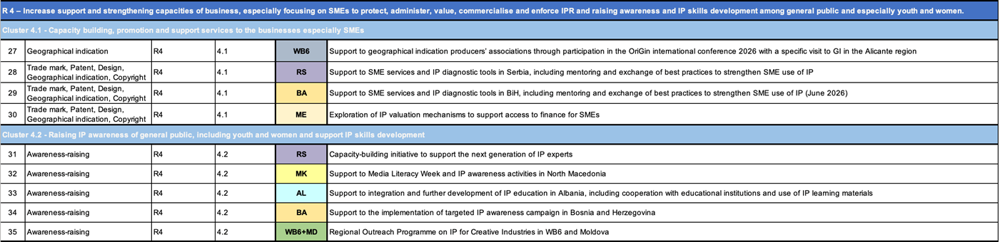 R 4 – Increase support and strengthening capacities of business, especially focusing on SMEs to protect, administer, value, commercialise and enforce IPR and raising awareness and IP skills development among general public and especially youth and women.
Cluster 4.1 - Capacity building, promotion and support services to the businesses especially SMEs
27 Geographical indication R4 4.1 WB6 Support to geographical indication producers' associations through participation in the OriGin international conference 2026 with a specific visit to GI in the Alicante region
28 Trade mark, Patent, Design, Geographical indication, Copyright R4 4.1 RS Support to SME services and IP diagnostic tools in Serbia, including mentoring and exchange of best practices to strengthen SME use of IP
29 Trade mark, Patent, Design, Geographical indication, Copyright R4 4.1 BA Support to SME services and IP diagnostic tools in BiH, including mentoring and exchange of best practices to strengthen SME use of IP (June 2026)
30 Trade mark, Patent, Design, Geographical indication, Copyright R4 4.1 ME Exploration of IP valuation mechanisms to support access to finance for SMEs
Cluster 4.2 - Raising IP awareness of general public, including youth and women and support IP skills development
31 Awareness-raising R4 4.2 RS Capacity-building initiative to support the next generation of IP experts
32 Awareness-raising R4 4.2 MK Support to Media Literacy Week and IP awareness activities in North Macedonia
33 Awareness-raising R4 4.2 AL Support to integration and further development of IP education in Albania, including cooperation with educational institutions and use of IP learning materials
34 Awareness-raising R4 4.2 BA Support to the implementation of targeted IP awareness campaign in Bosnia and Herzegovina
35 Awareness-raising R4 4.2 WB6+MD Regional Outreach Programme on IP for Creative Industries in WB6 and Moldova